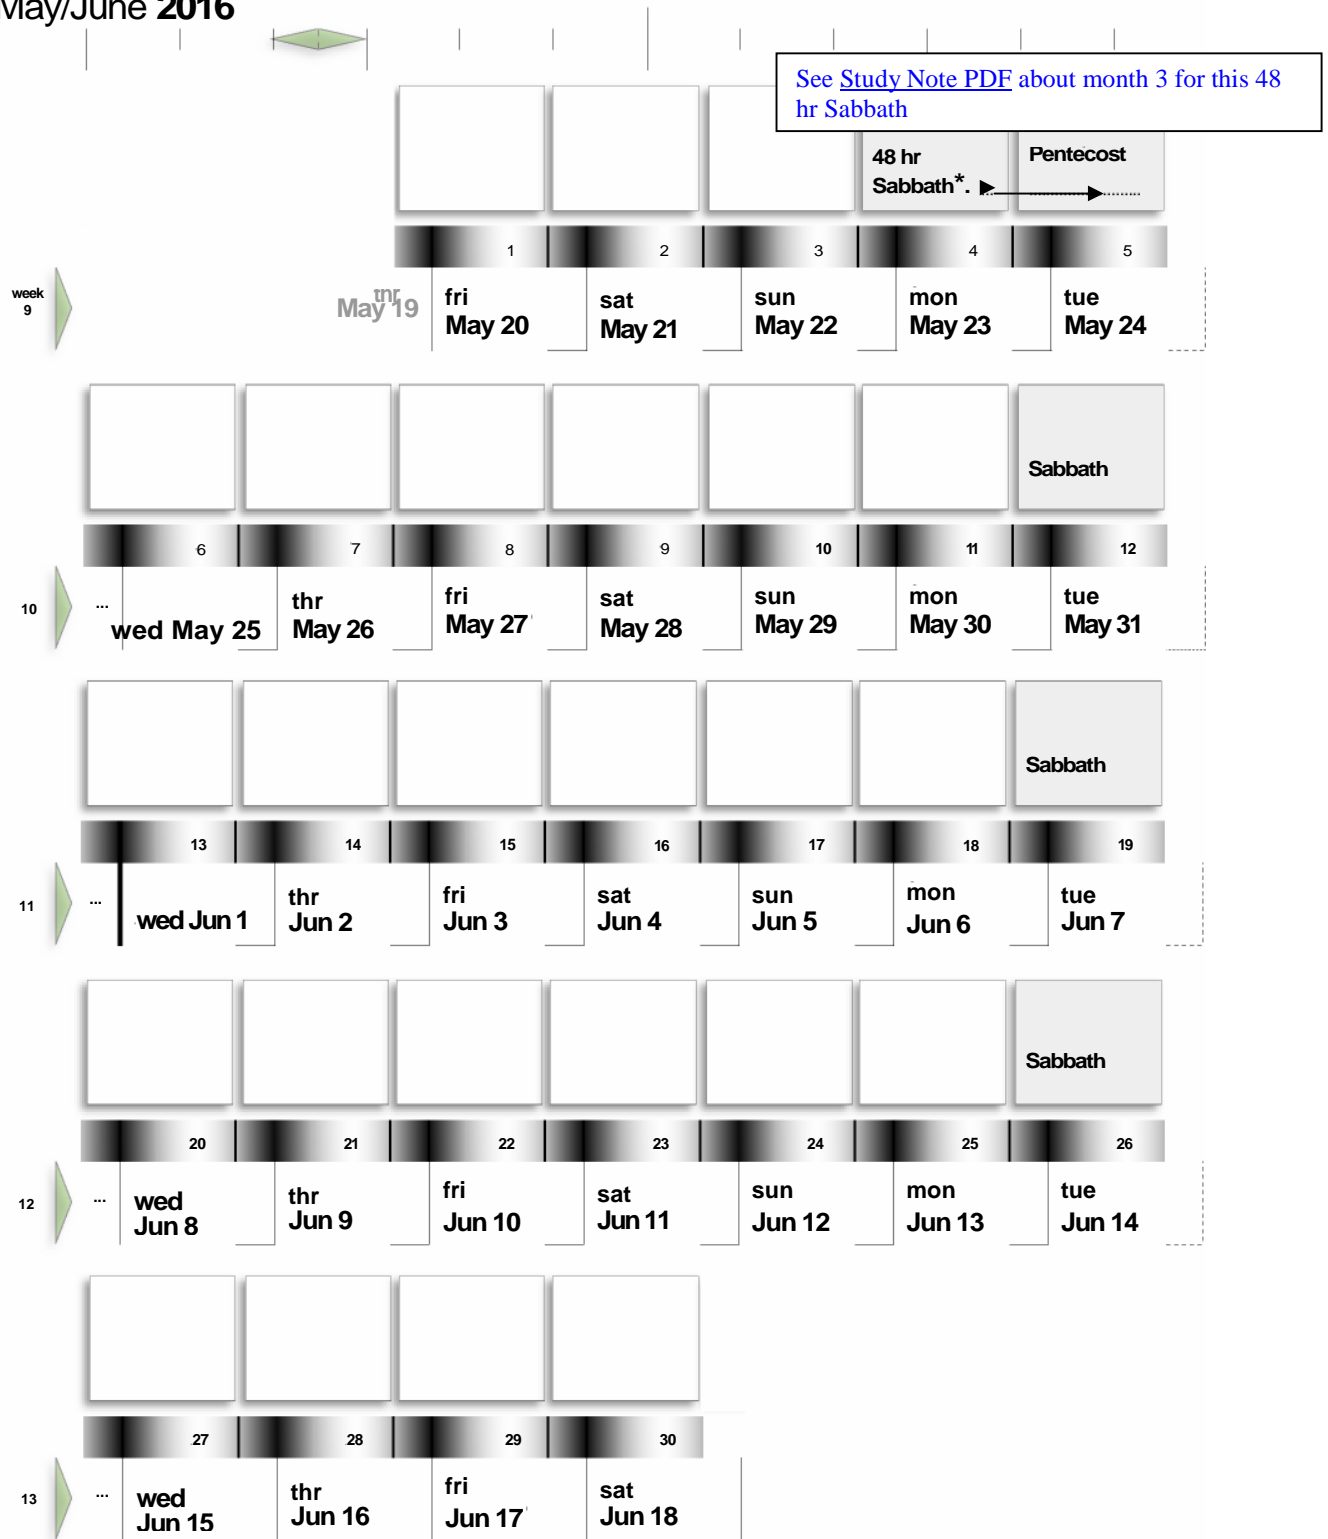 May/June 2016
See Study Note PDF about month 3 for this 48
hr Sabbath
48 hr
Sabbath*.
Pentecost
1 2 3 4 5
week
9
thr
May 19
fri
May 20
sat
May 21
sun
May 22
mon
May 23
tue
May 24
Sabbath
6 7 8 9 10 11 12
10
...
wed May 25
thr
May 26
fri
May 27
sat
May 28
sun
May 29
mon
May 30
tue
May 31
Sabbath
13 14 15 16 17 18 19
11
...
wed Jun 1
thr
Jun 2
fri
Jun 3
sat
Jun 4
sun
Jun 5
mon
Jun 6
tue
Jun 7
Sabbath
20 21 22 23 24 25 26
12
...
wed
Jun 8
thr
Jun 9
fri
Jun 10
sat
Jun 11
sun
Jun 12
mon
Jun 13
tue
Jun 14
27 28 29 30
13
...
wed
Jun 15
thr
Jun 16
fri
Jun 17
sat
Jun 18